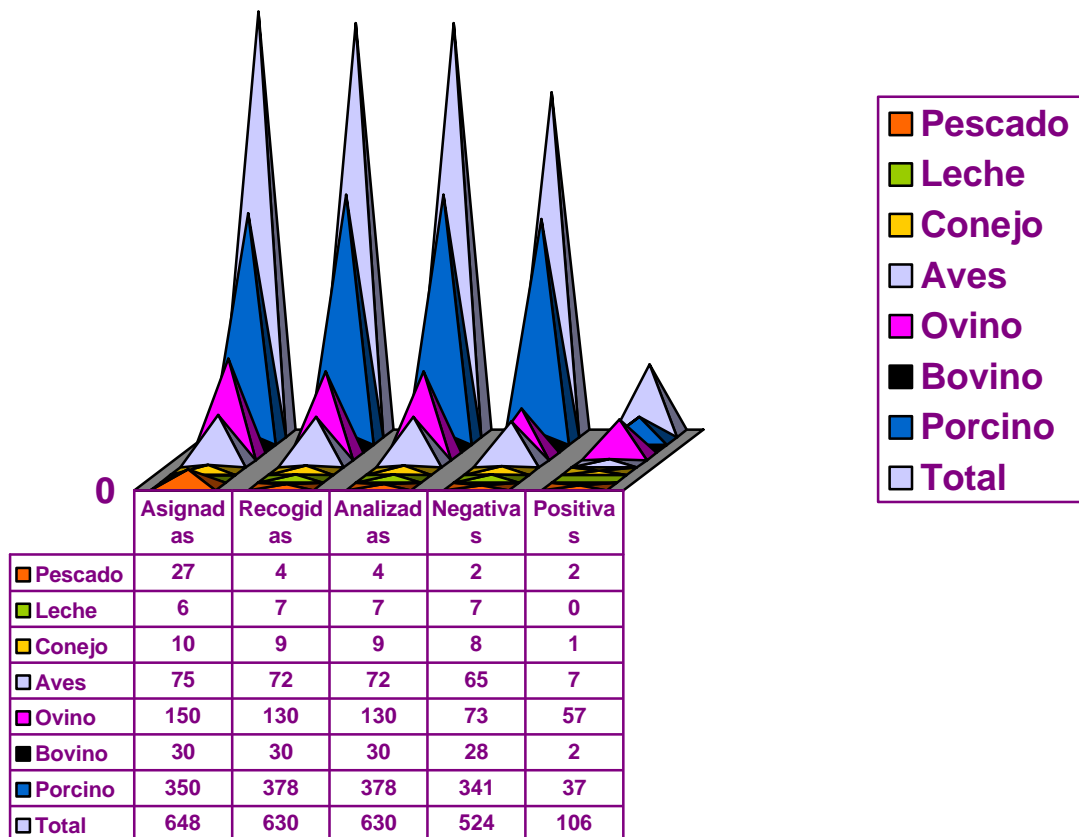 Pescado
Leche
Conejo
Aves
Ovino
Bovino
Porcino
Total
0
Asignad Recogid Analizad Negativa Positiva
as as as s s
Pescado 27 4 4 2 2
Leche 6 7 7 7 0
Conejo 10 9 9 8 1
Aves 75 72 72 65 7
Ovino 150 130 130 73 57
Bovino 30 30 30 28 2
Porcino 350 378 378 341 37
Total 648 630 630 524 106